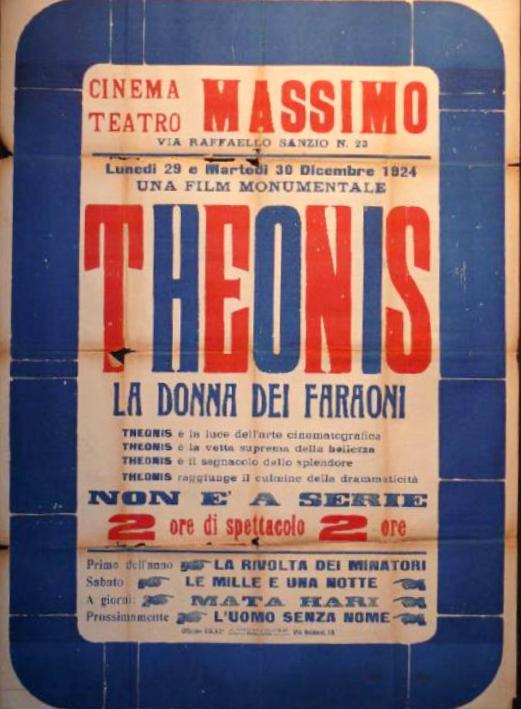 CINEMA
TEATRO
MASSIMO
VIA RAFFAELLO SANZIO N. 23
Lunedi 29 e Martedi 30 Dicembre 1924
UNA FILM MONUMENTALE
THEONIS
LA DONNA DEI FARAONI
THEONIS è la luce dell'arte cinematografica
THEONIS è la vetta suprema della bellezza
THEONIS è il segnacolo dello splendore
THEONIS raggiunge il culmine della drammaticità
NON E' A SERIE
2 ore di spettacolo 2 ore
Primo dell'anno LA RIVOLTA DEI MINATORI
Sabato LE MILLE E UNA NOTTE
A giorni: MATA HARI
Prossimamente L'UOMO SENZA NOME